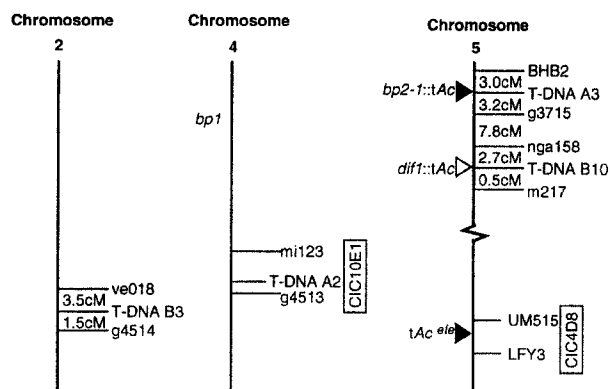 Chromosome
2
ve018
3.5cM
T-DNA B3
1.5cM
g4514
Chromosome
4
bp1
mi123
T-DNA A2
g4513
CIC10E1
Chromosome
5
BHB2
3.0cM
bp2-1::tAc
T-DNA A3
3.2cM
g3715
7.8cM
nga158
dif1::tAc
2.7cM
T-DNA B10
0.5cM
m217
UM515
tAc ele
LFY3
CIC4D8